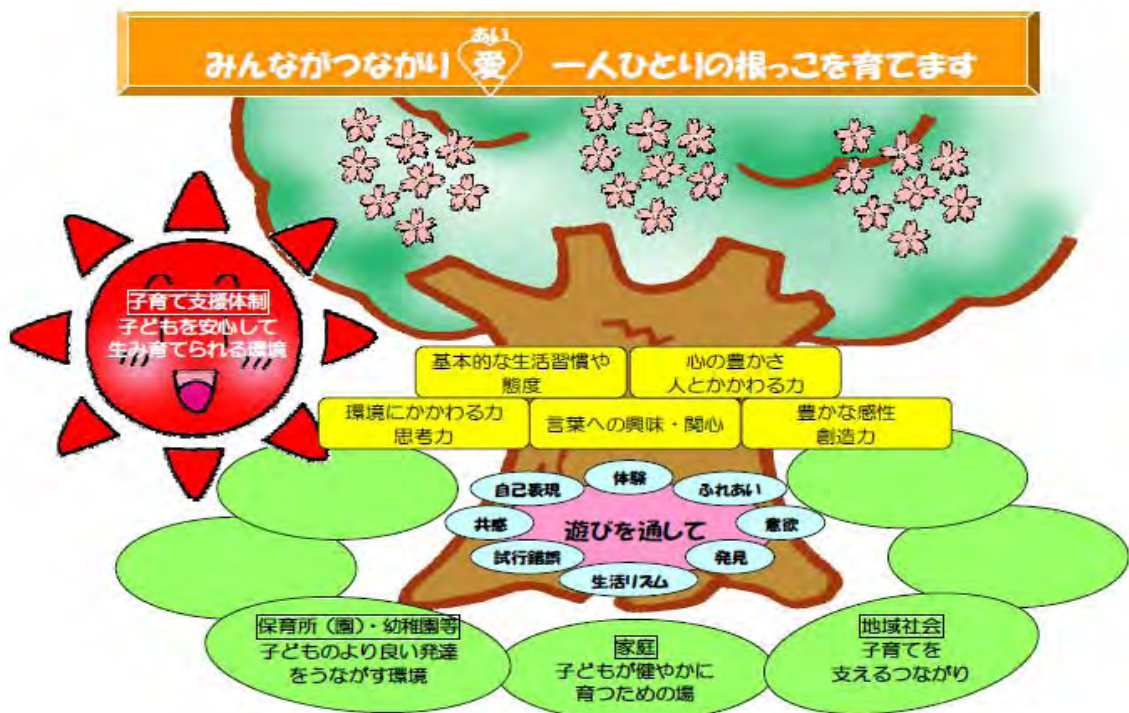 あい
みんながつながり 愛 一人ひとりの根っこを育てます
子育て支援体制
子どもを安心して
生み育てられる環境
基本的な生活習慣や
態度
心の豊かさ
人とかかわる力
環境にかかわる力
思考力
言葉への興味・関心
豊かな感性
創造力
体験
自己表現
ふれあい
共感
遊びを通して
意欲
試行錯誤
発見
生活リズム
保育所(園)・幼稚園等
子どものより良い発達
をうながす環境
家庭
子どもが健やかに
育つための場
地域社会
子育てを
支えるつながり